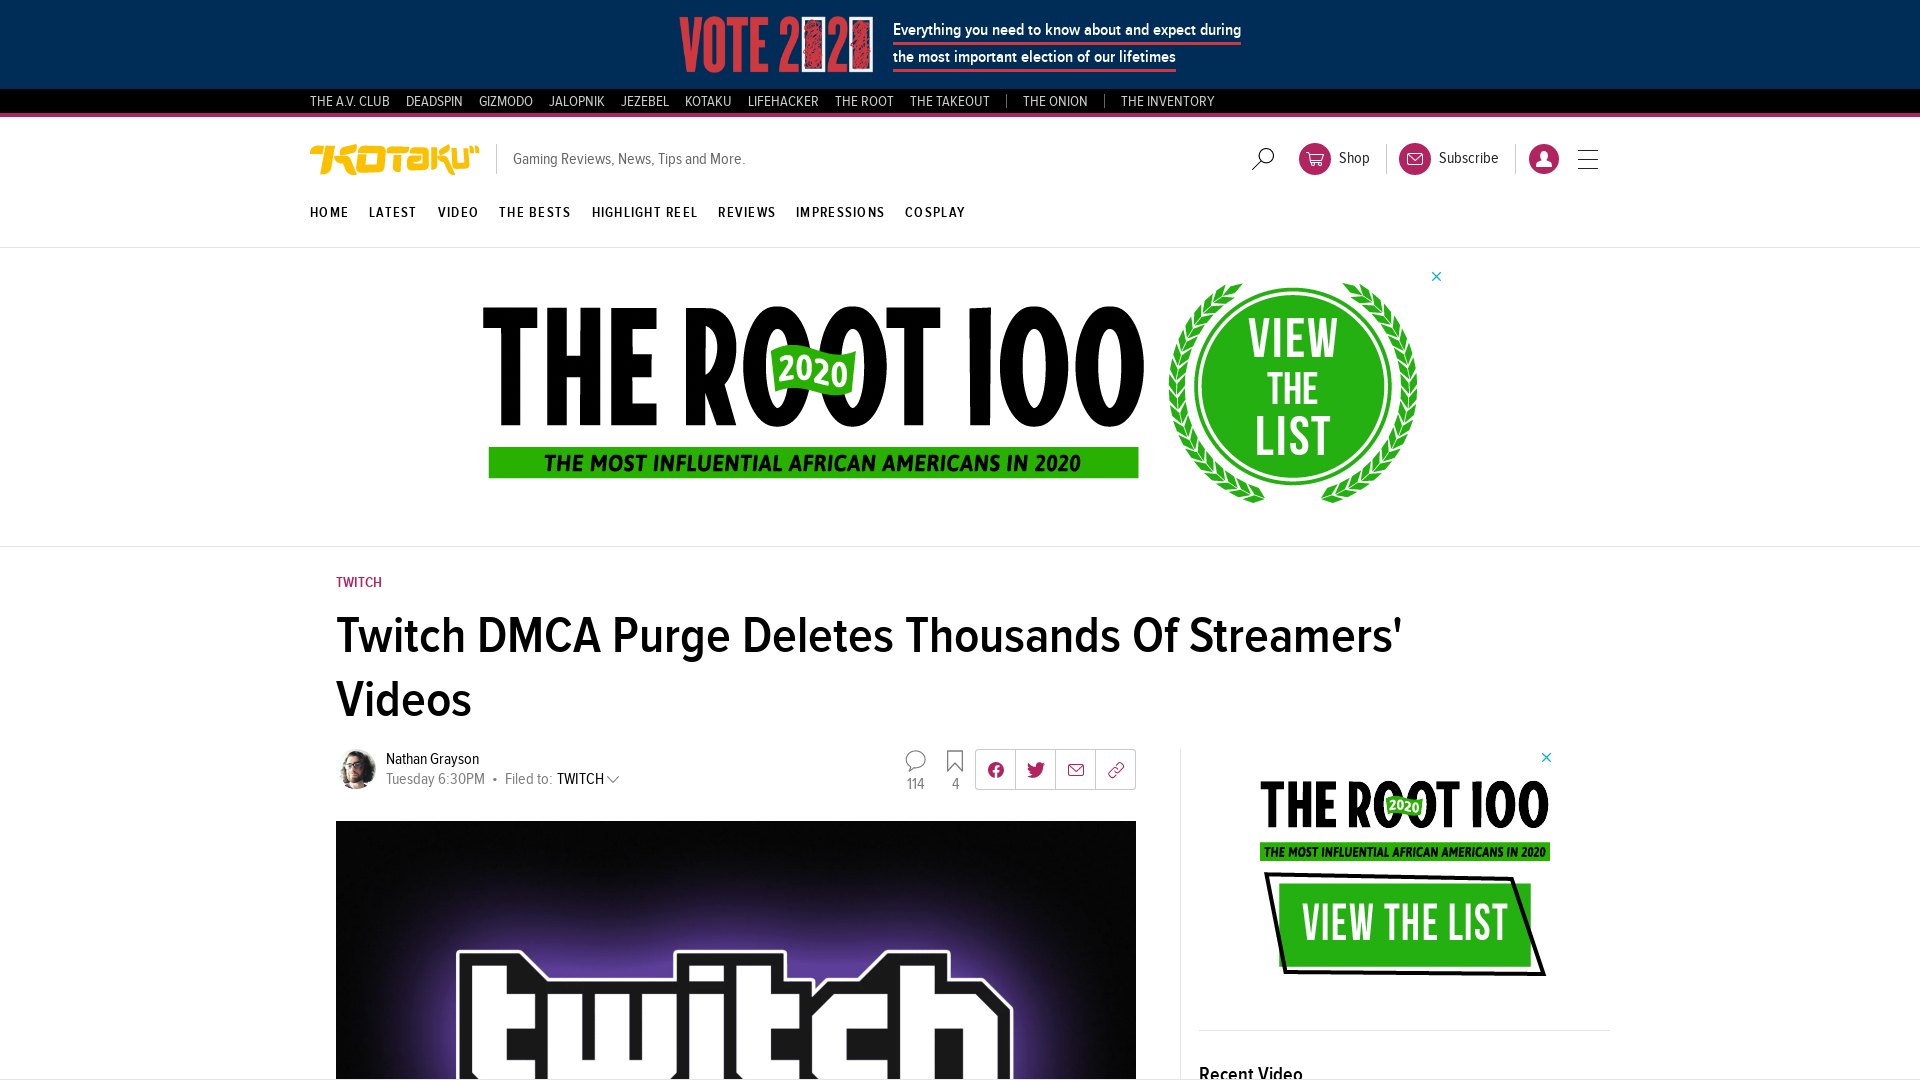 VOTE 2020
Everything you need to know about and expect during
the most important election of our lifetimes
THE A.V. CLUB DEADSPIN GIZMODO JALOPNIK JEZEBEL KOTAKU LIFEHACKER THE ROOT THE TAKEOUT THE ONION THE INVENTORY
KOTAKU
Gaming Reviews, News, Tips and More.
Shop
Subscribe
HOME LATEST VIDEO THE BESTS HIGHLIGHT REEL REVIEWS IMPRESSIONS COSPLAY
THE ROOT 100
2020
THE MOST INFLUENTIAL AFRICAN AMERICANS IN 2020
VIEW
THE
LIST
TWITCH
Twitch DMCA Purge Deletes Thousands Of Streamers'
Videos
Nathan Grayson
Tuesday 6:30PM • Filed to: TWITCH
114
4
twitch
THE ROOT 100
2020
THE MOST INFLUENTIAL AFRICAN AMERICANS IN 2020
VIEW THE LIST
Recent Video